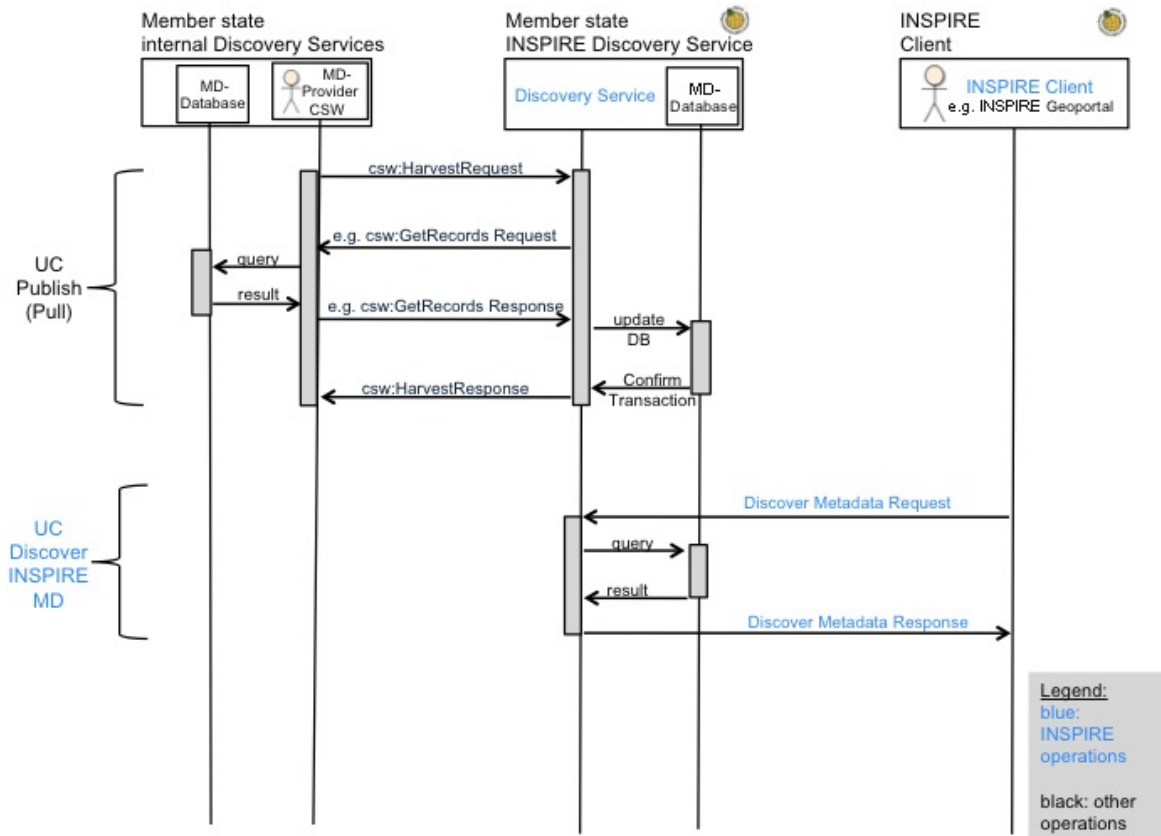 Member state
internal Discovery Services
Member state
INSPIRE Discovery Service
INSPIRE
Client
MD-
Database
MD-
Provider
CSW
Discovery Service
MD-
Database
INSPIRE Client
e.g. INSPIRE Geoportal
UC
Publish
(Pull)
csw:HarvestRequest
e.g. csw:GetRecords Request
query
result
e.g. csw:GetRecords Response
update
DB
Confirm
Transaction
csw:HarvestResponse
UC
Discover
INSPIRE
MD
Discover Metadata Request
query
result
Discover Metadata Response
Legend:
blue:
INSPIRE
operations
black: other
operations